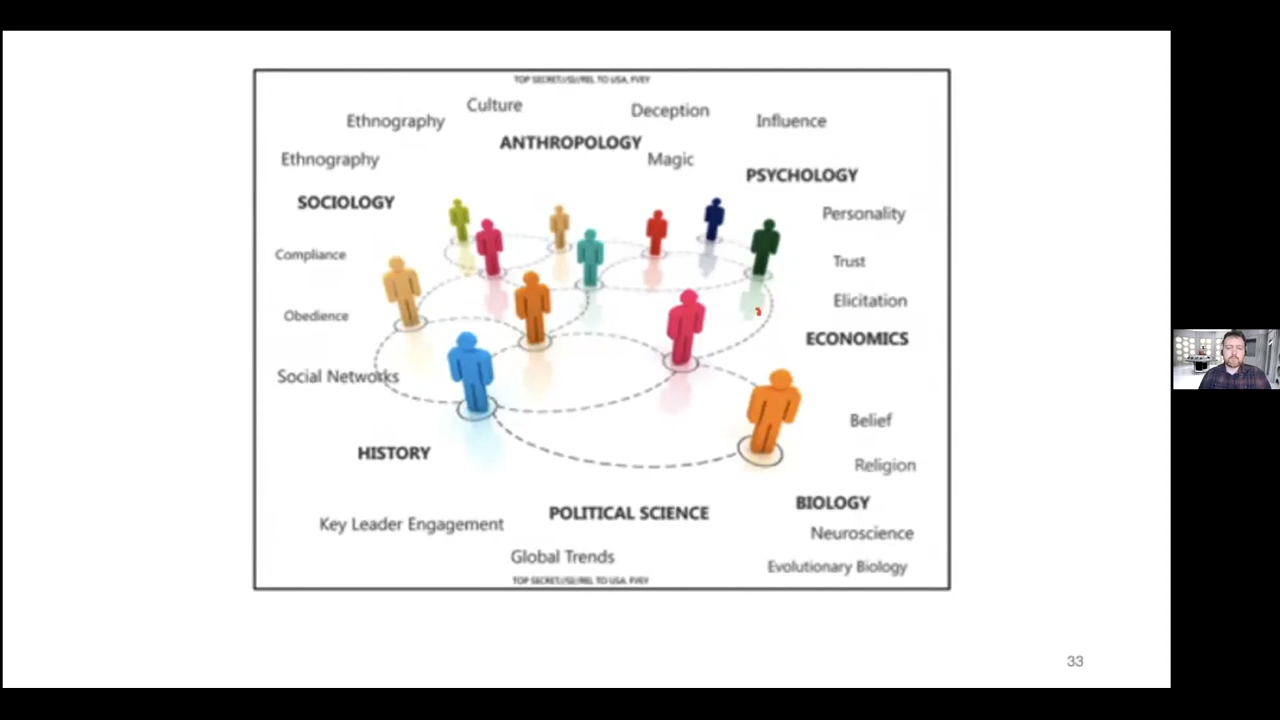 TOP SECRET//SI//REL TO USA, FVEY
Culture
Deception
Ethnography
Influence
ANTHROPOLOGY
Ethnography
Magic
PSYCHOLOGY
SOCIOLOGY
Personality
Compliance
Trust
Elicitation
Obedience
ECONOMICS
Social Networks
Belief
HISTORY
Religion
BIOLOGY
POLITICAL SCIENCE
Key Leader Engagement
Neuroscience
Global Trends
Evolutionary Biology
TOP SECRET//SI//REL TO USA, FVEY
33